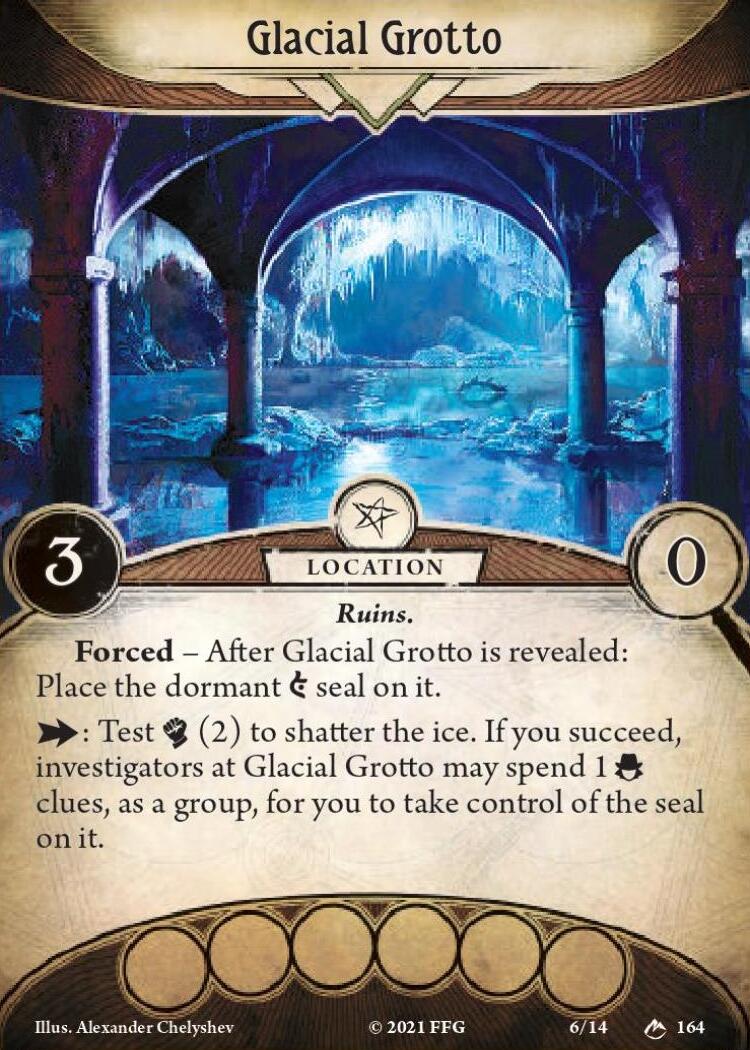 Glacial Grotto
3
LOCATION
0
Ruins.
Forced – After Glacial Grotto is revealed:
Place the dormant seal on it.
: Test (2) to shatter the ice. If you succeed,
investigators at Glacial Grotto may spend 1
clues, as a group, for you to take control of the seal
on it.
Illus. Alexander Chelyshev
© 2021 FFG
6/14
164